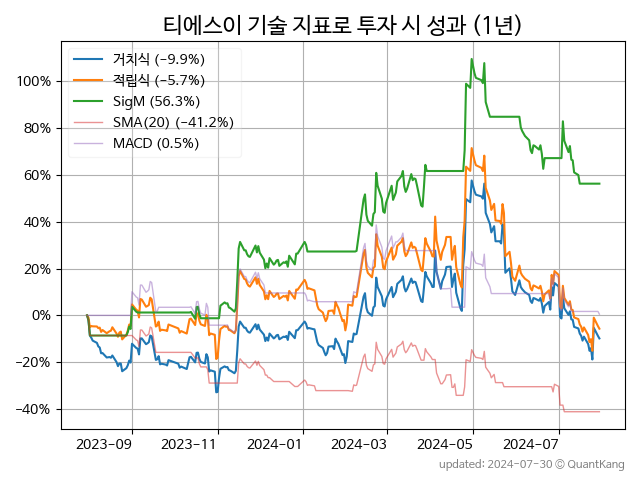 티에스이 기술 지표로 투자 시 성과 (1년)
거치식 (−9.9%)
적립식 (−5.7%)
SigM (56.3%)
SMA(20) (−41.2%)
MACD (0.5%)
100%
80%
60%
40%
20%
0%
−20%
−40%
2023−09 2023−11 2024−01 2024−03 2024−05 2024−07
updated: 2024-07-30 © QuantKang